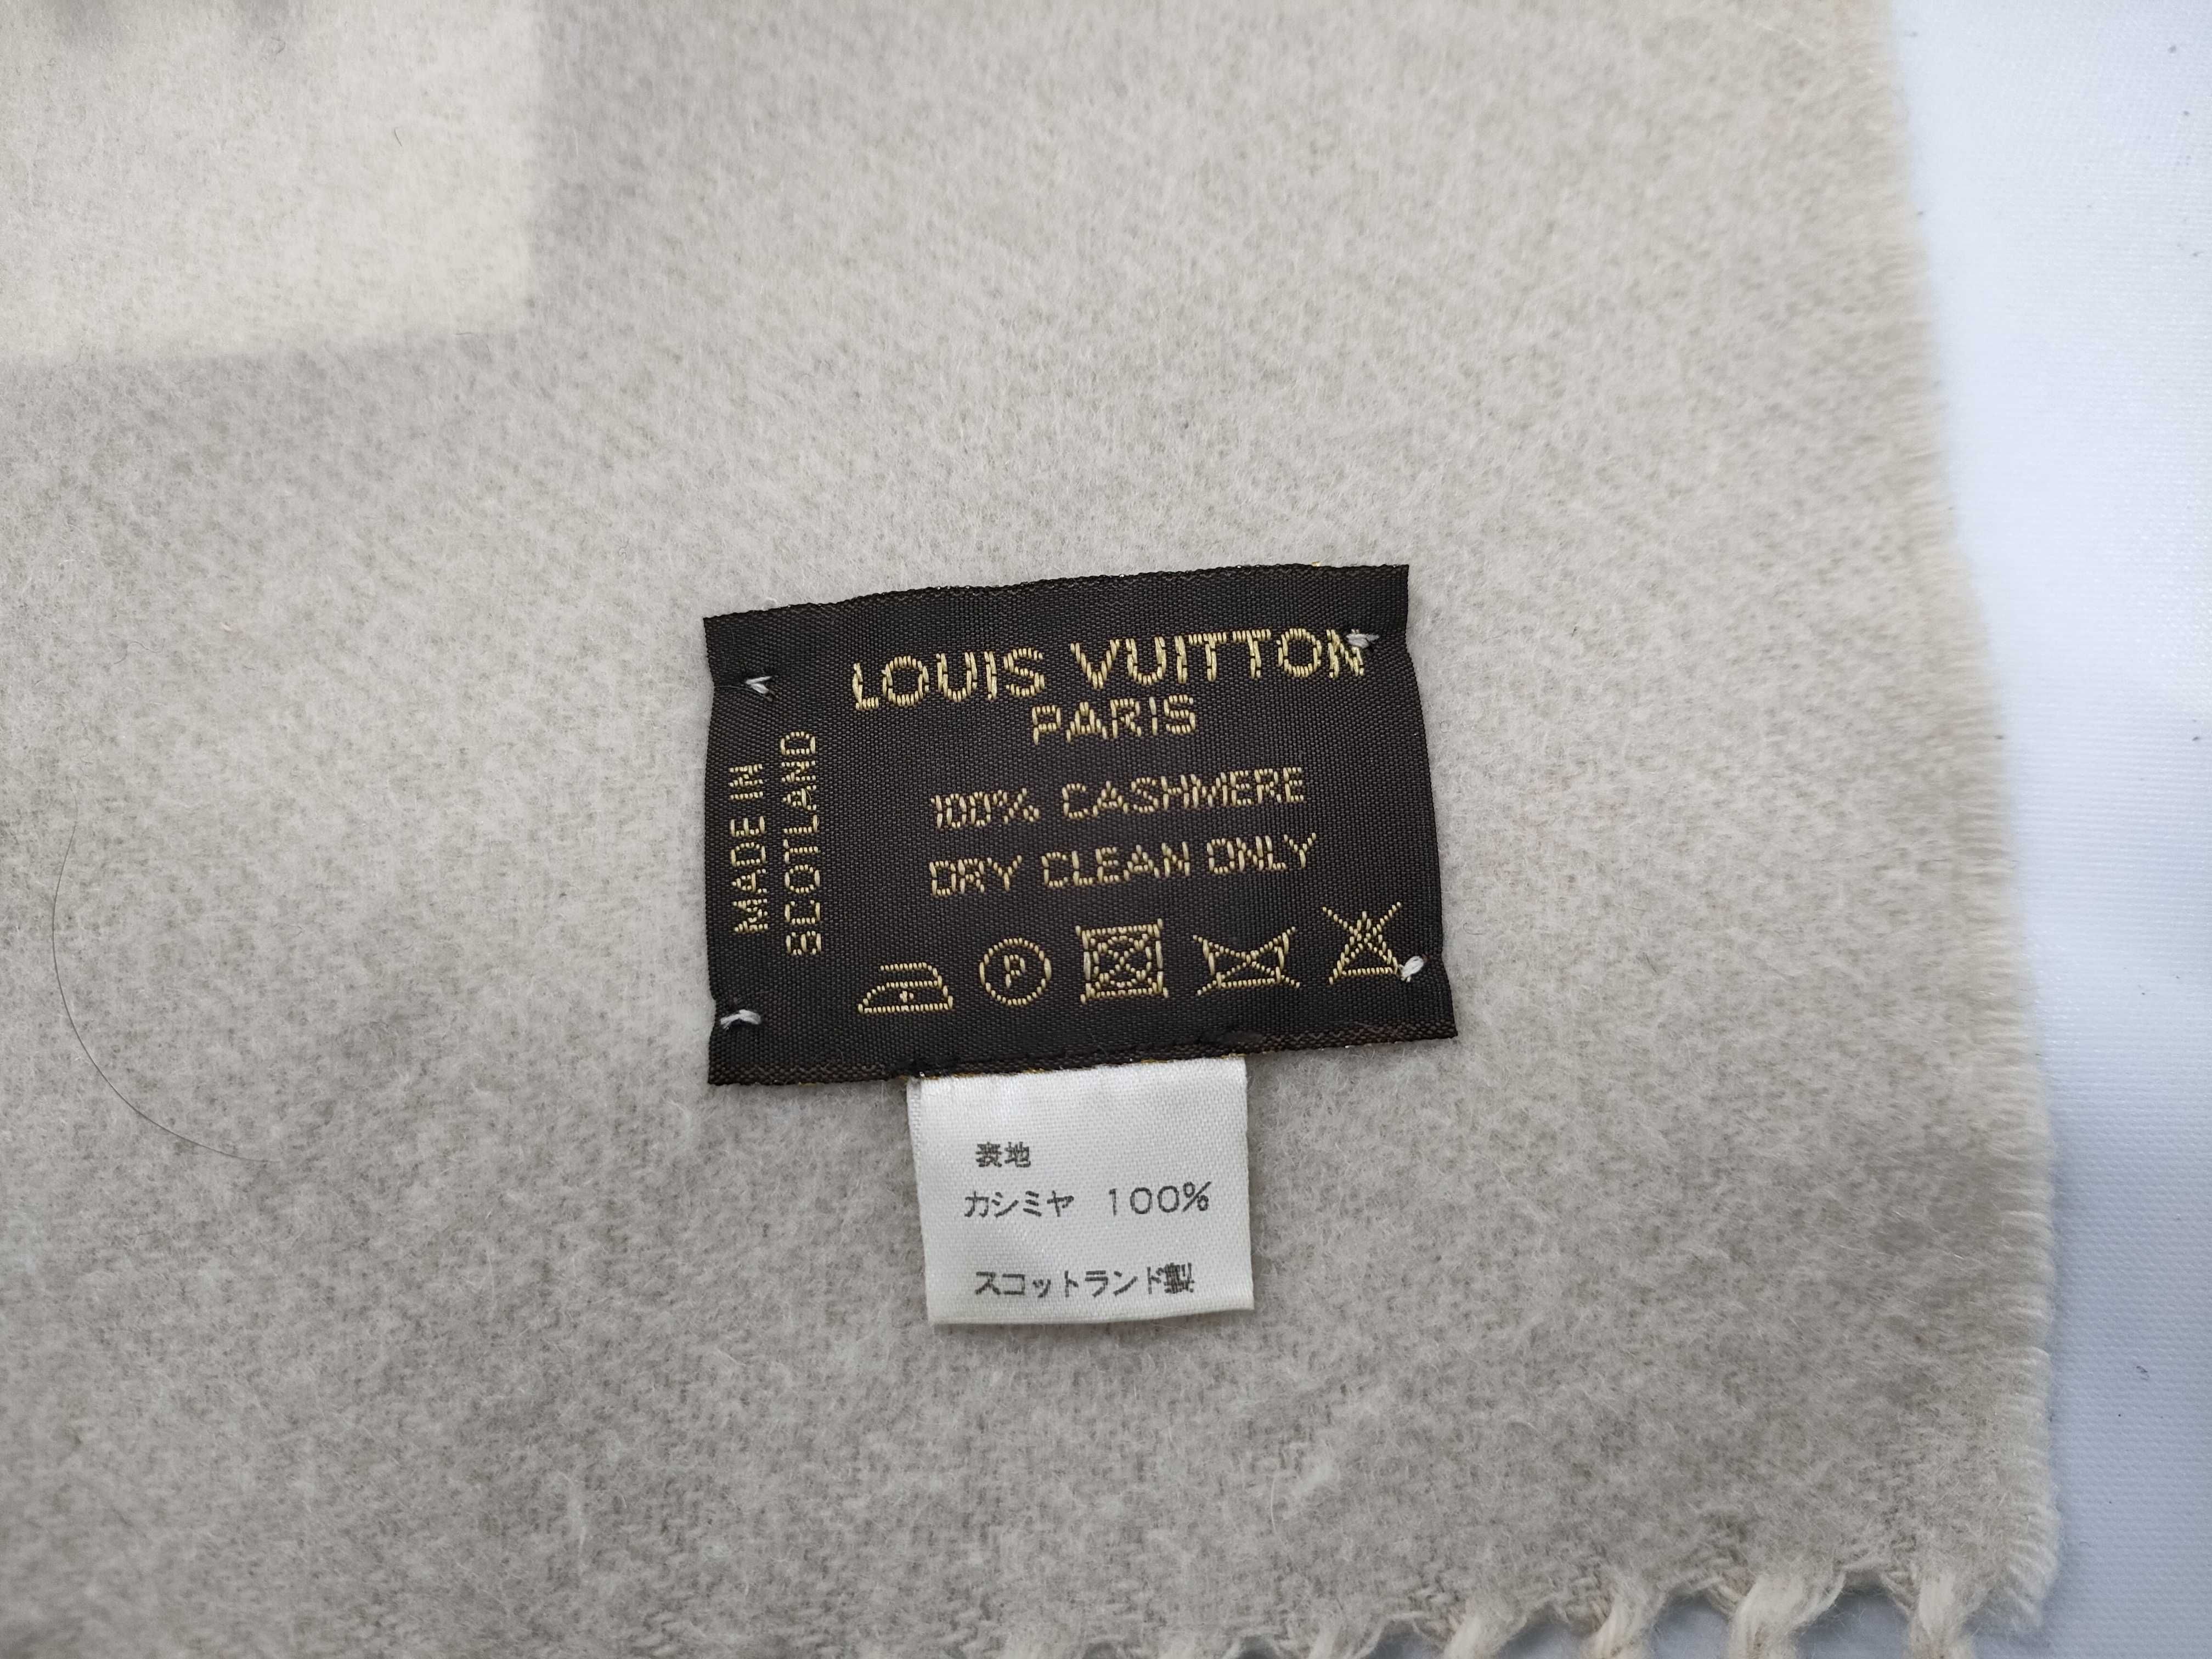 LOUIS VUITTON
PARIS
100% CASHMERE
DRY CLEAN ONLY
MADE IN
SCOTLAND
P
表地
カシミヤ 100%
スコットランド製